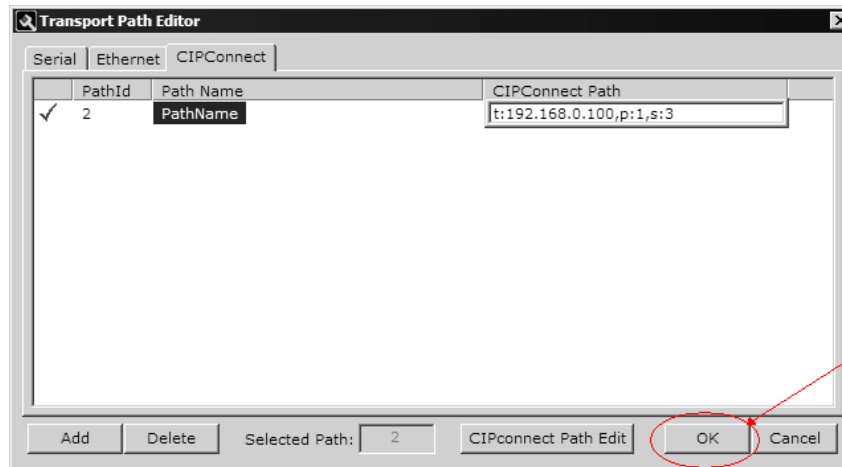 Transport Path Editor
Serial Ethernet CIPConnect
PathId Path Name CIPConnect Path
2 PathName t:192.168.0.100,p:1,s:3
Add Delete Selected Path: 2 CIPconnect Path Edit OK Cancel